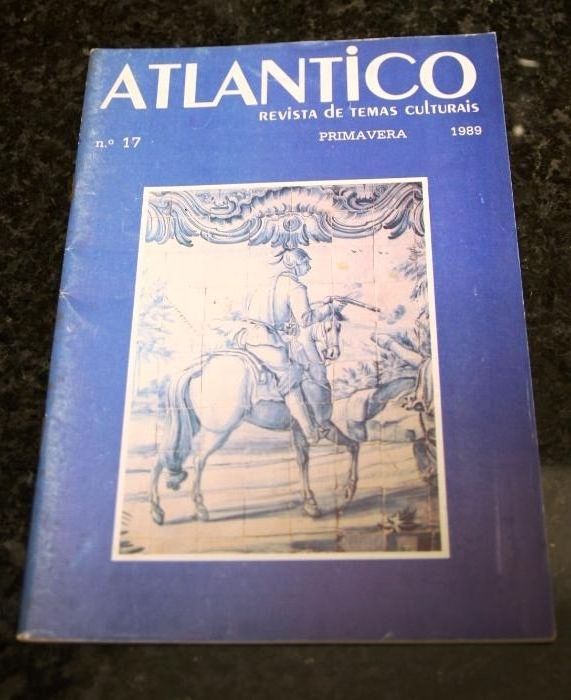 ATLANTiCO
REVISTA de TEMAS CULTURAIS
n.º 17 PRIMAVERA 1989